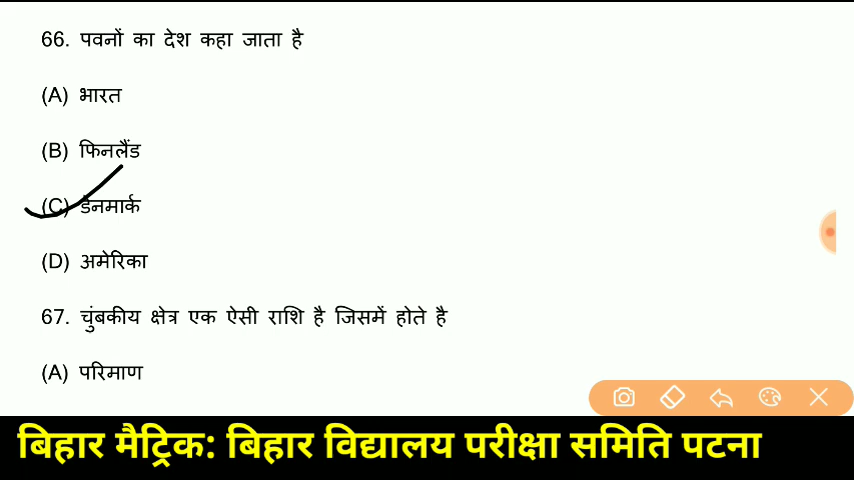 66. पवनों का देश कहा जाता है
(A) भारत
(B) फिनलैंड
(C) डेनमार्क
(D) अमेरिका
67. चुंबकीय क्षेत्र एक ऐसी राशि है जिसमें होते है
(A) परिमाण
बिहार मैट्रिक: बिहार विद्यालय परीक्षा समिति पटना